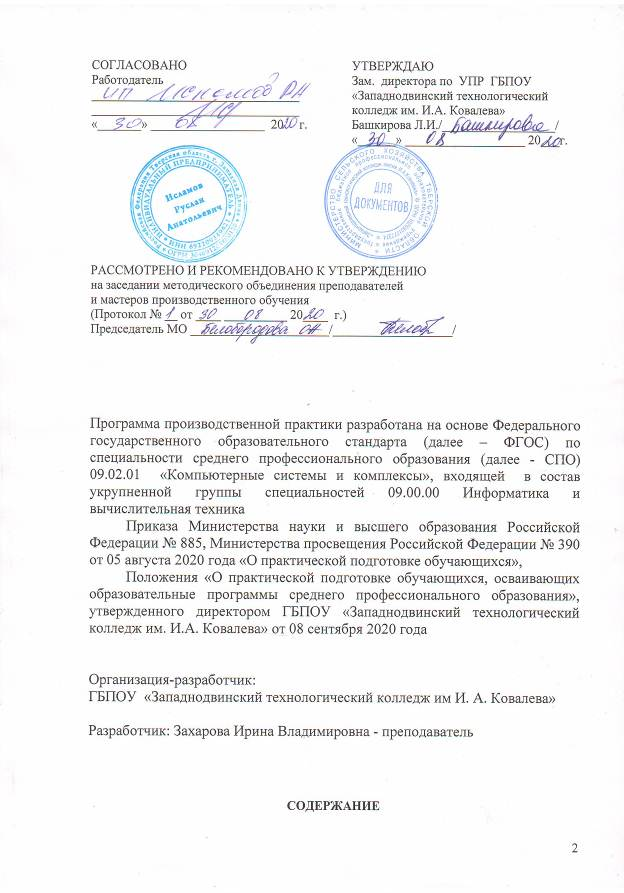 СОГЛАСОВАНО
Работодатель
ИП Исламов РА
«30» 08 2020 г.
УТВЕРЖДАЮ
Зам. директора по УПР ГБПОУ
«Западнодвинский технологический
колледж им. И.А. Ковалева»
Башкирова Л.И./ Башкирова /
«30» 08 2020г.
ИНДИВИДУАЛЬНЫЙ ПРЕДПРИНИМАТЕЛЬ
Исламов
Руслан
Анатольевич
МИНИСТЕРСТВО СЕЛЬСКОГО ХОЗЯЙСТВА ТВЕРСКОЙ ОБЛАСТИ
ДЛЯ
ДОКУМЕНТОВ
РАССМОТРЕНО И РЕКОМЕНДОВАНО К УТВЕРЖДЕНИЮ
на заседании методического объединения преподавателей
и мастеров производственного обучения
(Протокол № 1 от 30 08 2020 г.)
Председатель МО Белобородова /
Программа производственной практики разработана на основе Федерального
государственного образовательного стандарта (далее – ФГОС) по
специальности среднего профессионального образования (далее - СПО)
09.02.01 «Компьютерные системы и комплексы», входящей в состав
укрупненной группы специальностей 09.00.00 Информатика и
вычислительная техника
Приказа Министерства науки и высшего образования Российской
Федерации № 885, Министерства просвещения Российской Федерации № 390
от 05 августа 2020 года «О практической подготовке обучающихся»,
Положения «О практической подготовке обучающихся, осваивающих
образовательные программы среднего профессионального образования»,
утвержденного директором ГБПОУ «Западнодвинский технологический
колледж им. И.А. Ковалева» от 08 сентября 2020 года
Организация-разработчик:
ГБПОУ «Западнодвинский технологический колледж им И. А. Ковалева»
Разработчик: Захарова Ирина Владимировна - преподаватель
СОДЕРЖАНИЕ
2